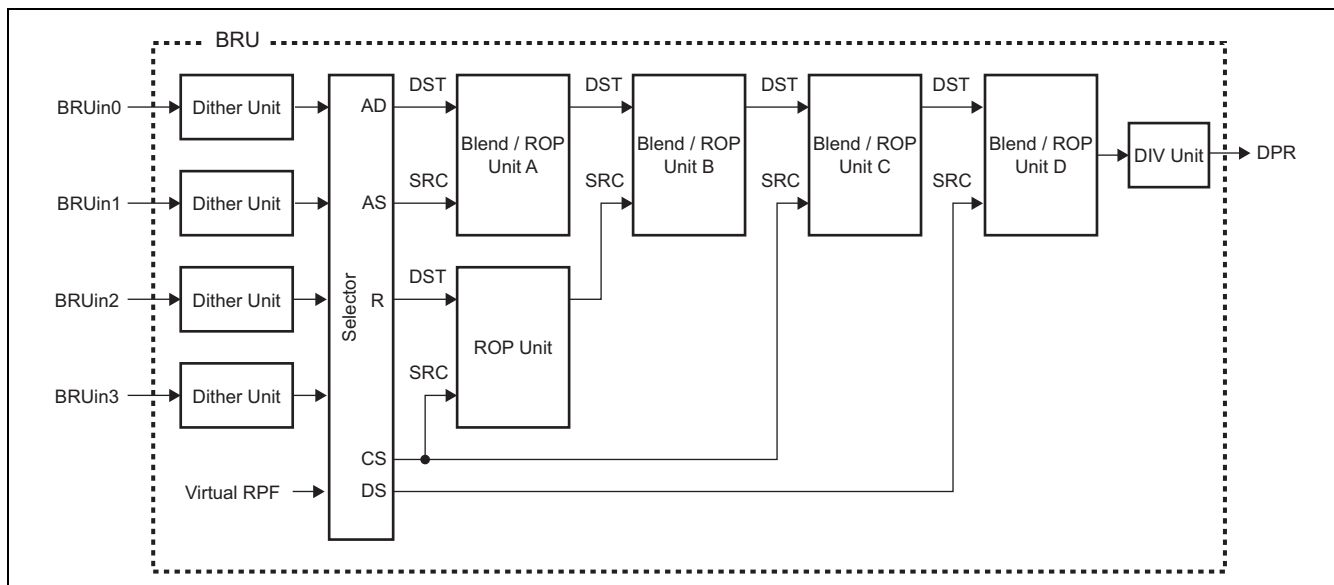 BRU
BRUin0
Dither Unit
BRUin1
Dither Unit
BRUin2
Dither Unit
BRUin3
Dither Unit
Virtual RPF
Selector
AD
AS
R
CS
DS
DST
SRC
Blend / ROP
Unit A
DST
SRC
ROP Unit
DST
SRC
Blend / ROP
Unit B
DST
SRC
Blend / ROP
Unit C
DST
SRC
Blend / ROP
Unit D
DIV Unit
DPR